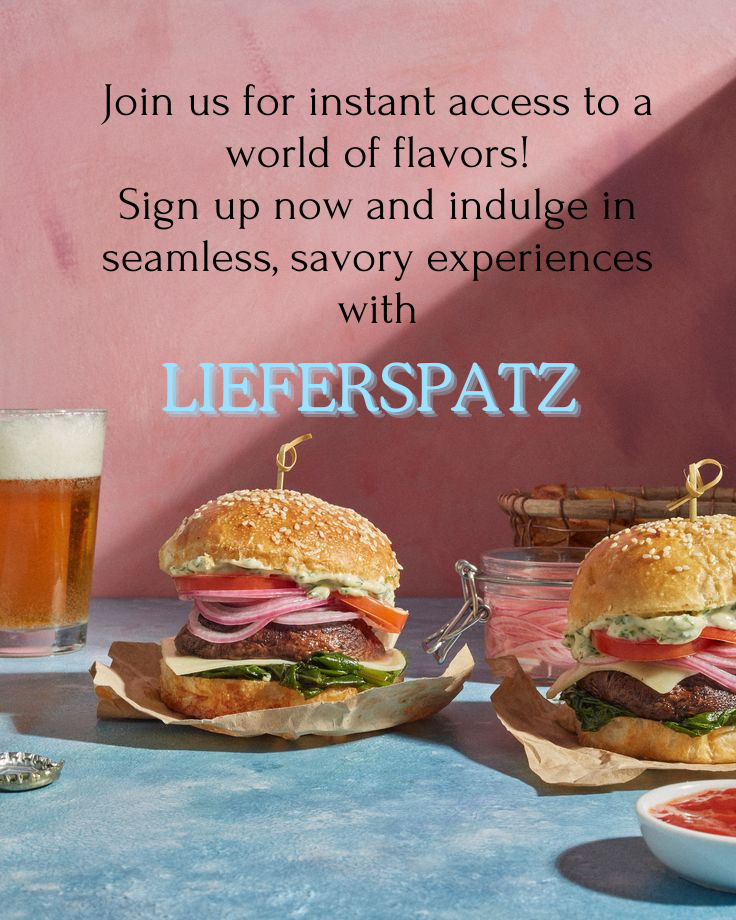 Join us for instant access to a
world of flavors!
Sign up now and indulge in
seamless, savory experiences
with
LIEFERSPATZ